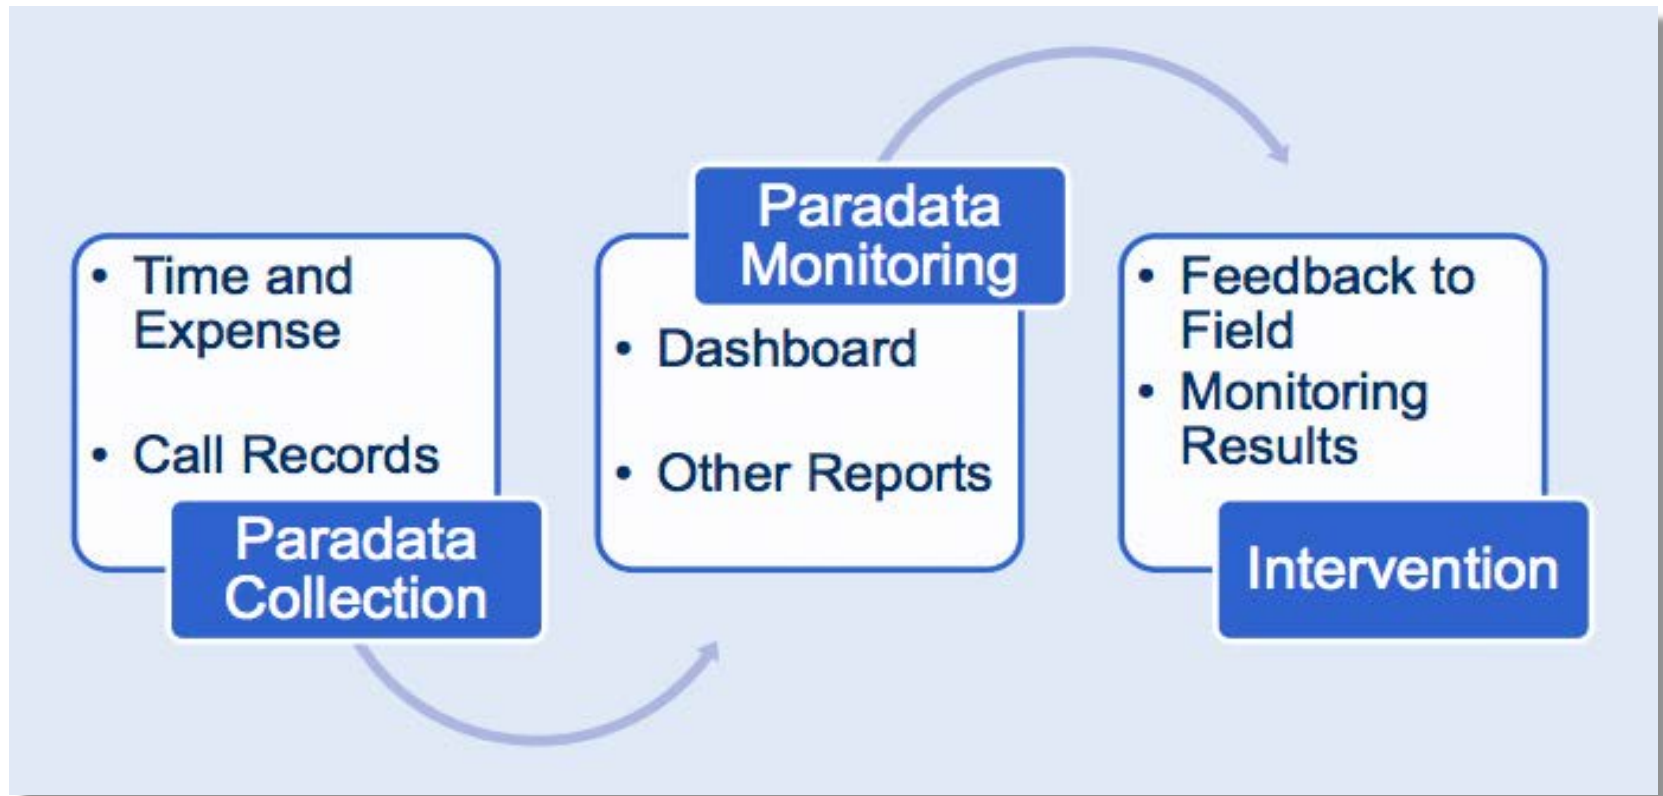 • Time and
Expense
• Call Records
Paradata
Collection
Paradata
Monitoring
• Dashboard
• Other Reports
• Feedback to
Field
• Monitoring
Results
Intervention